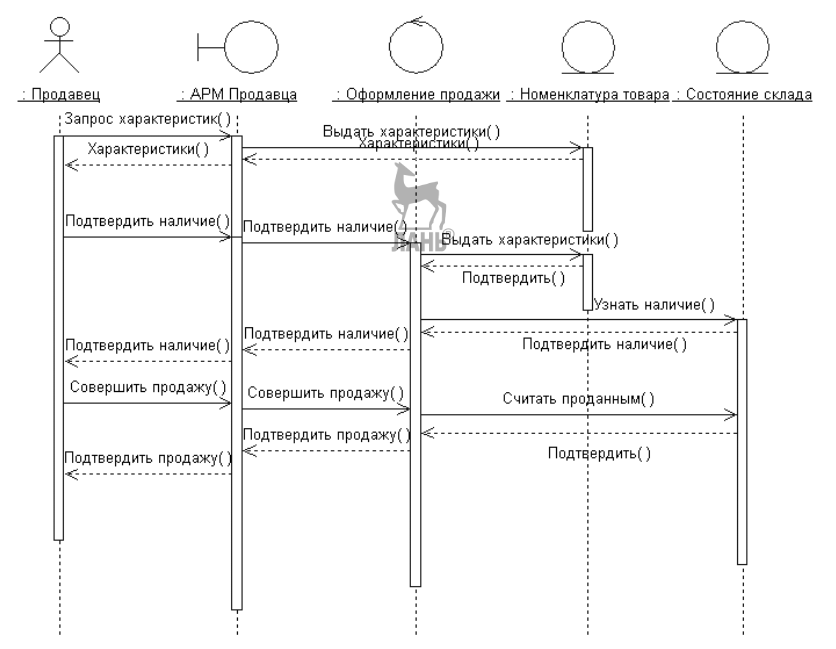 : Продавец
: АРМ Продавца
: Оформление продажи
: Номенклатура товара
: Состояние склада
Запрос характеристик( )
Выдать характеристики( )
Характеристики( )
Характеристики( )
Подтвердить наличие( )
Подтвердить наличие( )
ЛАНЬ®
Выдать характеристики( )
Подтвердить( )
Узнать наличие( )
Подтвердить наличие( )
Подтвердить наличие( )
Подтвердить наличие( )
Совершить продажу( )
Совершить продажу( )
Считать проданным( )
Подтвердить продажу( )
Подтвердить( )
Подтвердить продажу( )